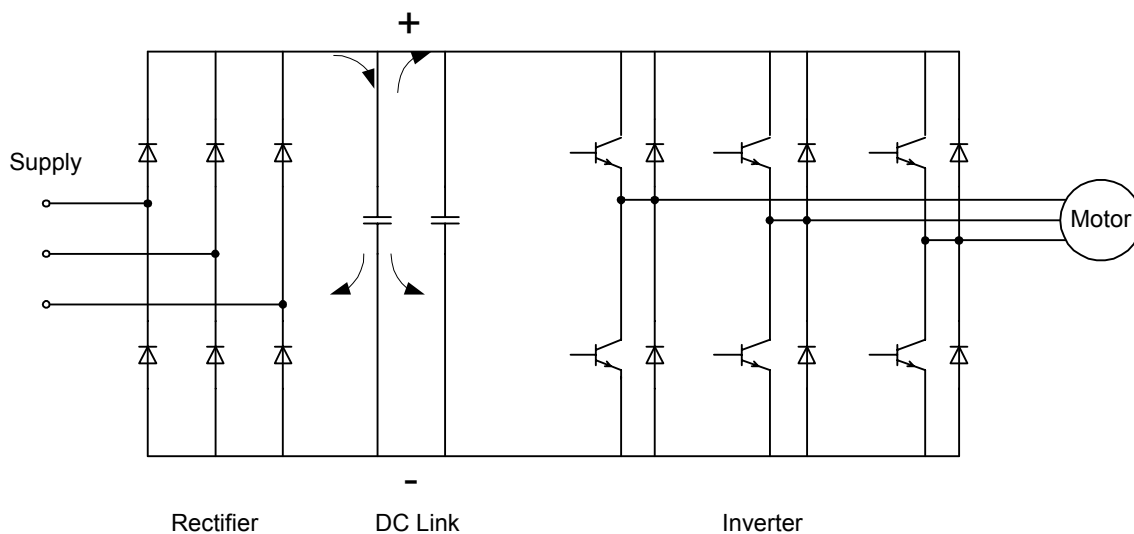 +
Supply
Motor
-
Rectifier
DC Link
Inverter